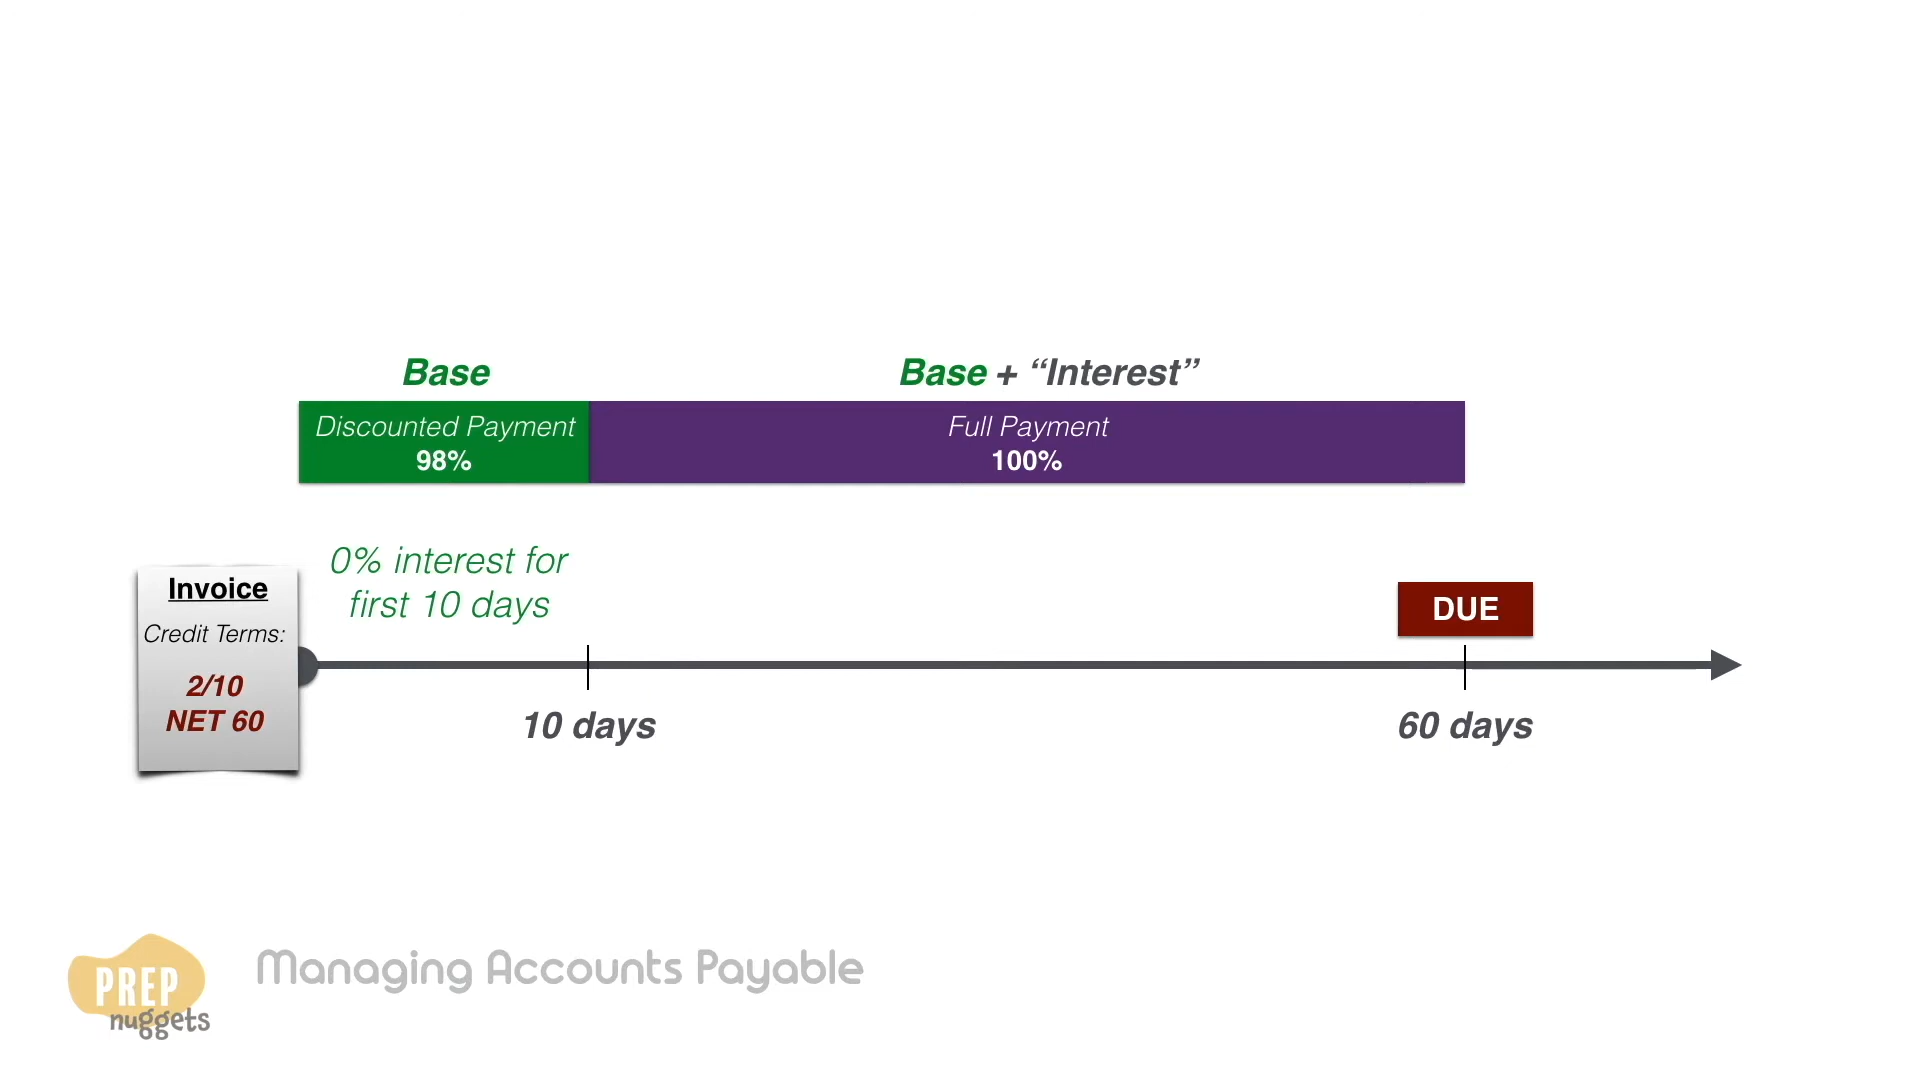 Base
Base + “Interest”
Discounted Payment
98%
Full Payment
100%
0% interest for
first 10 days
Invoice
Credit Terms:
2/10
NET 60
DUE
10 days
60 days
PREP
nuggets
Managing Accounts Payable